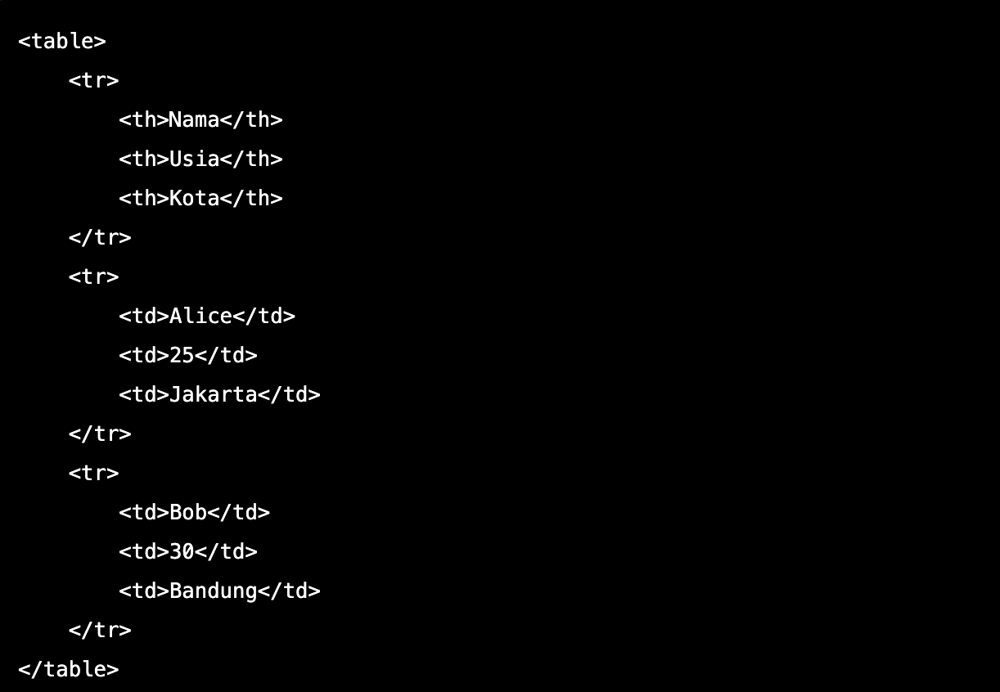 <table>
    <tr>
        <th>Nama</th>
        <th>Usia</th>
        <th>Kota</th>
    </tr>
    <tr>
        <td>Alice</td>
        <td>25</td>
        <td>Jakarta</td>
    </tr>
    <tr>
        <td>Bob</td>
        <td>30</td>
        <td>Bandung</td>
    </tr>
</table>